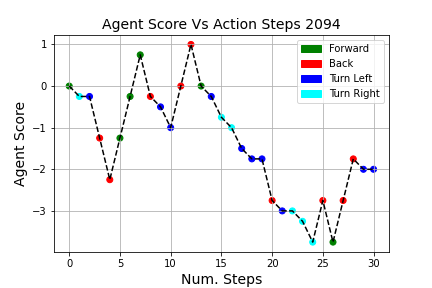 Agent Score Vs Action Steps 2094
Agent Score
1
0
−1
−2
−3
Forward
Back
Turn Left
Turn Right
0 5 10 15 20 25 30
Num. Steps